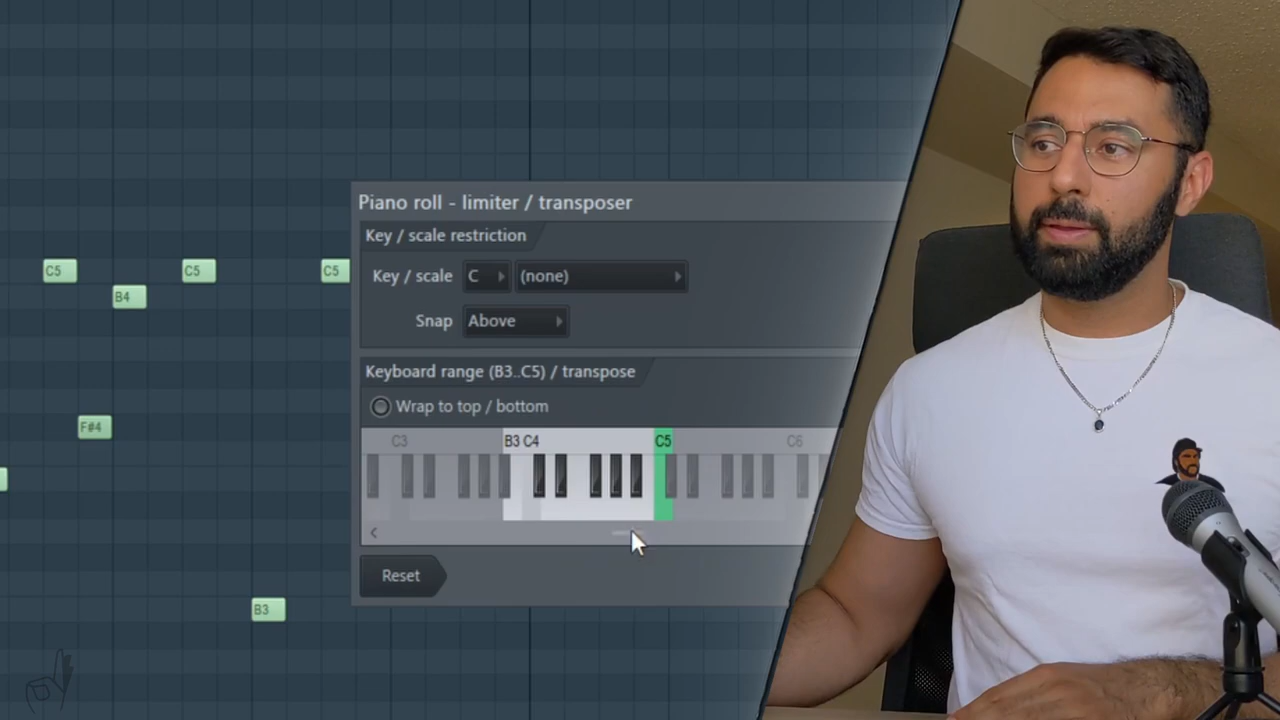 Piano roll - limiter / transposer
Key / scale restriction
C5
C5
C5
Key / scale
C
(none)
B4
Snap
Above
Keyboard range (B3..C5) / transpose
Wrap to top / bottom
F#4
C3
B3 C4
C5
C6
Reset
B3